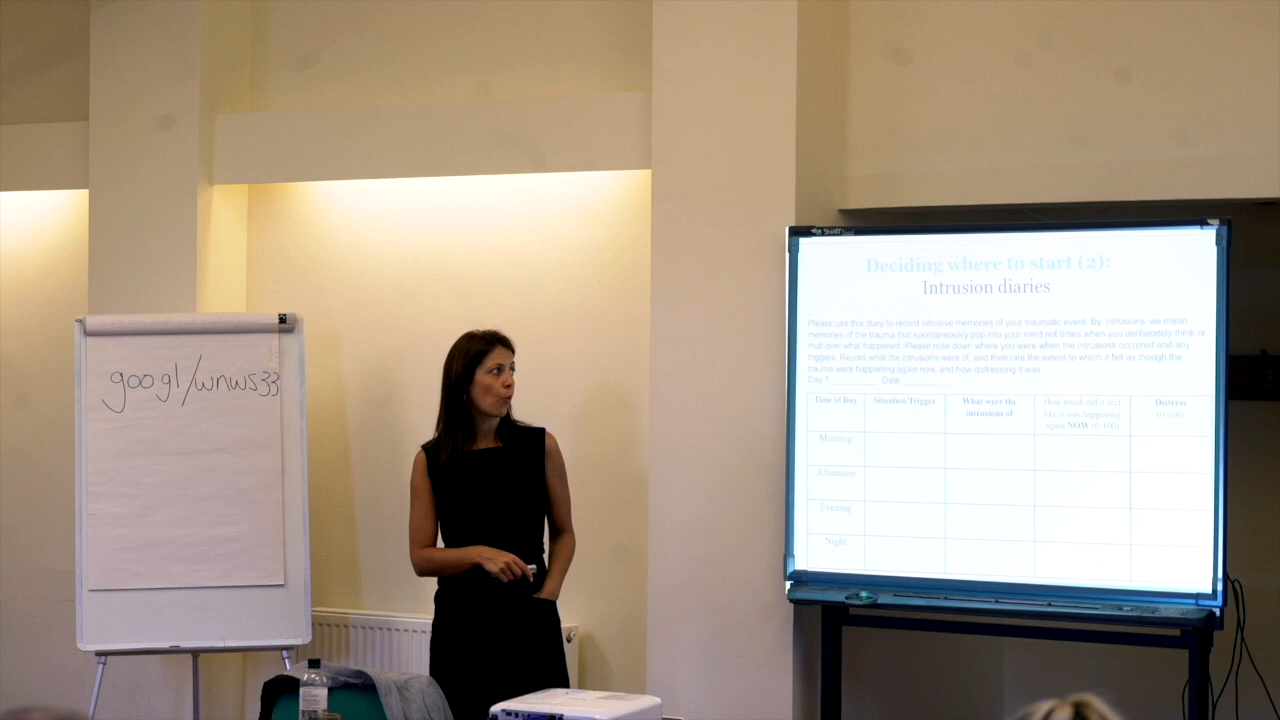 goo gl/wnws33
SMART
Deciding where to start (2):
Intrusion diaries
Please use this diary to record intrusive memories of your traumatic event. By 'intrusions' we mean
memories of the trauma that spontaneously pop into your mind not times when you deliberately think or
mull over what happened. Please note down where you were when the intrusions occurred and any
triggers. Record what the intrusions were of, and then rate the extent to which it felt as though the
trauma were happening again now, and how distressing it was.
Day 1 Date
Time of Day Situation/Trigger What were the intrusions of How much did it feel like it was happening again NOW (0-100) Distress (0-100)
Morning
Afternoon
Evening
Night